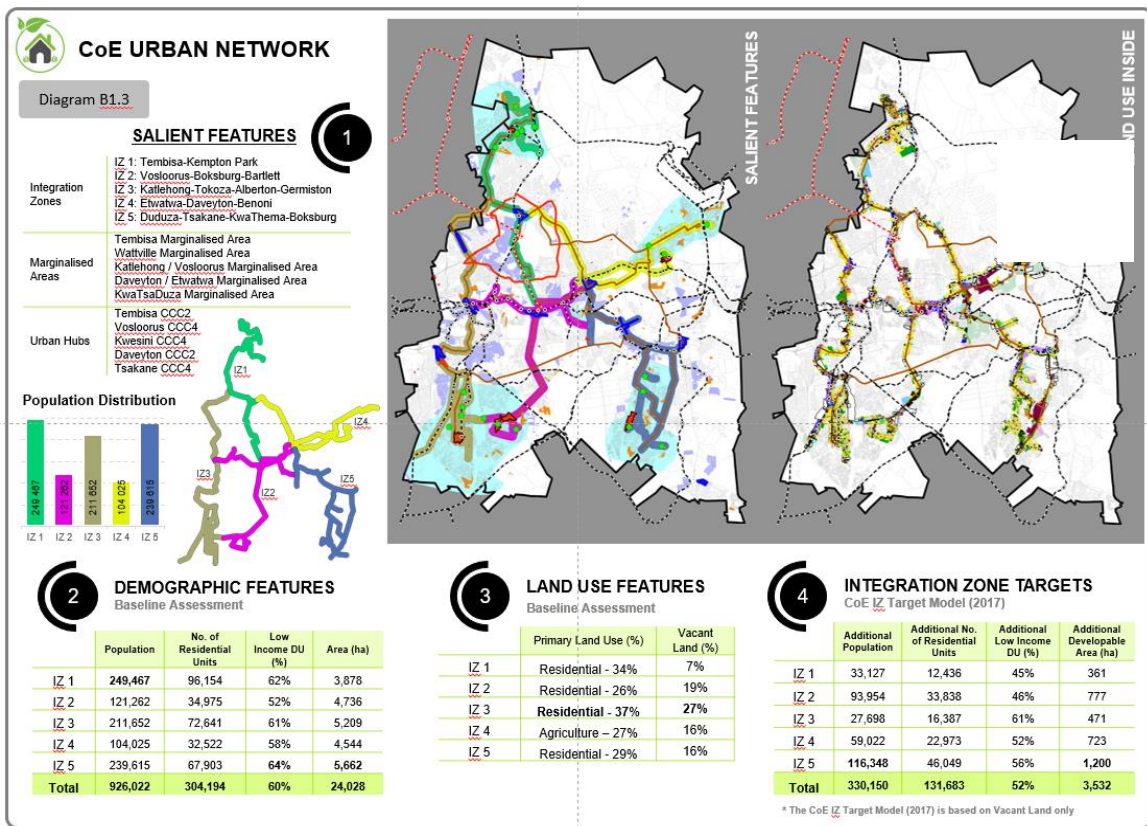 CoE URBAN NETWORK
Diagram B1.3
SALIENT FEATURES
1
Integration Zones
IZ 1: Tembisa-Kempton Park
IZ 2: Vosloorus-Boksburg-Bartlett
IZ 3: Katlehong-Tokoza-Alberton-Germiston
IZ 4: Etwatwa-Daveyton-Benoni
IZ 5: Duduza-Tsakane-KwaThema-Boksburg
Marginalised Areas
Tembisa Marginalised Area
Wattville Marginalised Area
Katlehong / Vosloorus Marginalised Area
Daveyton / Etwatwa Marginalised Area
KwaTsaDuza Marginalised Area
Urban Hubs
Tembisa CCC2
Vosloorus CCC4
Kwesini CCC4
Daveyton CCC2
Tsakane CCC4
Population Distribution
249 467
121 262
211 652
104 025
239 615
IZ 1 IZ 2 IZ 3 IZ 4 IZ 5
IZ1
IZ4
IZ3
IZ2
IZ5
SALIENT FEATURES
ND USE INSIDE
2
DEMOGRAPHIC FEATURES
Baseline Assessment
Population No. of Residential Units Low Income DU (%) Area (ha)
IZ 1 249,467 96,154 62% 3,878
IZ 2 121,262 34,975 52% 4,736
IZ 3 211,652 72,641 61% 5,209
IZ 4 104,025 32,522 58% 4,544
IZ 5 239,615 67,903 64% 5,662
Total 926,022 304,194 60% 24,028
3
LAND USE FEATURES
Baseline Assessment
Primary Land Use (%) Vacant Land (%)
IZ 1 Residential - 34% 7%
IZ 2 Residential - 26% 19%
IZ 3 Residential - 37% 27%
IZ 4 Agriculture – 27% 16%
IZ 5 Residential - 29% 16%
4
INTEGRATION ZONE TARGETS
CoE IZ Target Model (2017)
Additional Population Additional No. of Residential Units Additional Low Income DU (%) Additional Developable Area (ha)
IZ 1 33,127 12,436 45% 361
IZ 2 93,954 33,838 46% 777
IZ 3 27,698 16,387 61% 471
IZ 4 59,022 22,973 52% 723
IZ 5 116,348 46,049 56% 1,200
Total 330,150 131,683 52% 3,532
* The CoE IZ Target Model (2017) is based on Vacant Land only